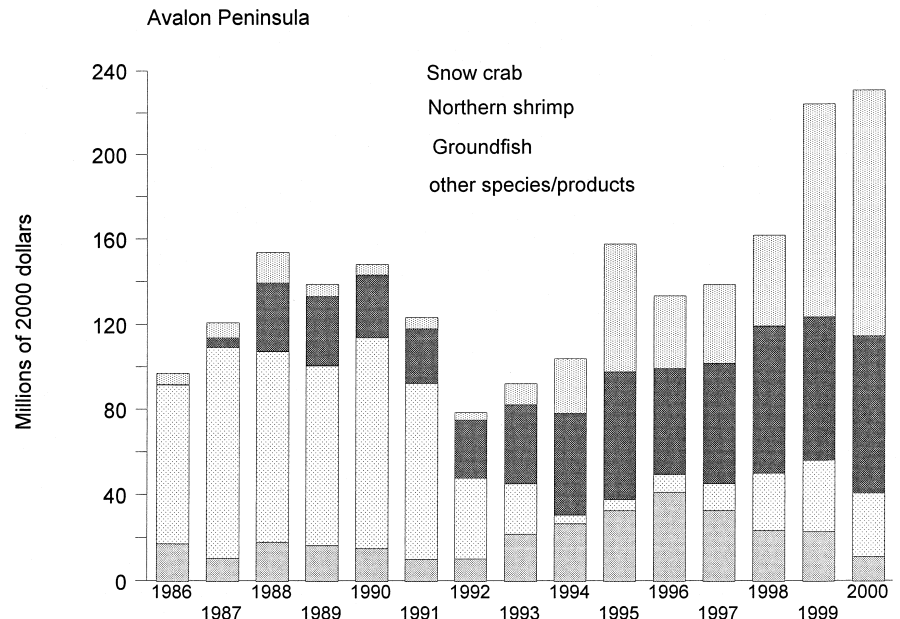 Avalon Peninsula
Snow crab
Northern shrimp
Groundfish
other species/products
Millions of 2000 dollars
240
200
160
120
80
40
0
1986 1988 1990 1992 1994 1996 1998 2000
1987 1989 1991 1993 1995 1997 1999